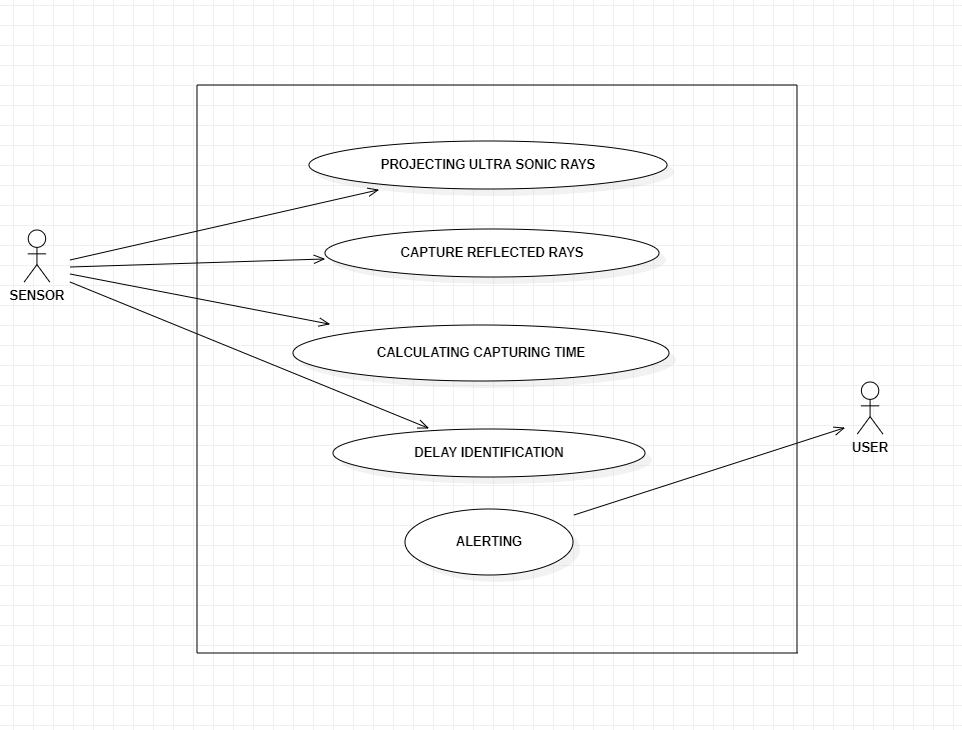 PROJECTING ULTRA SONIC RAYS
CAPTURE REFLECTED RAYS
SENSOR
CALCULATING CAPTURING TIME
DELAY IDENTIFICATION
USER
ALERTING